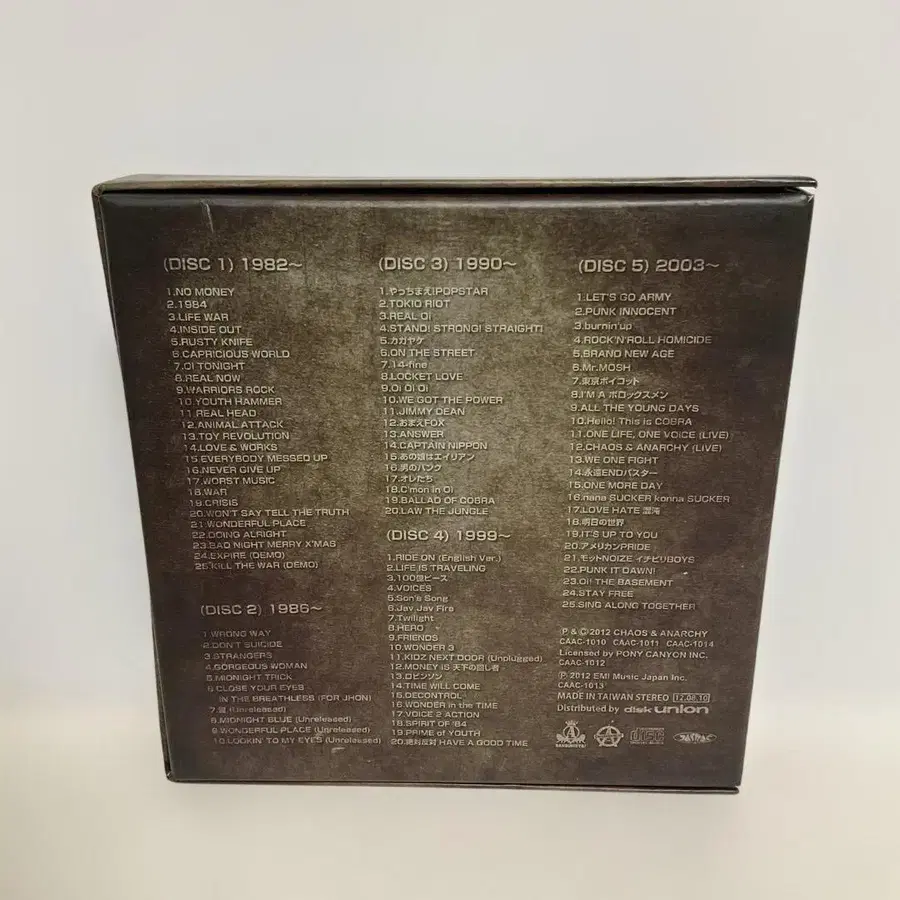 (DISC 1) 1982~
1.NO MONEY
2.1984
3.LIFE WAR
4.INSIDE OUT
5.RUSTY KNIFE
6.CAPRICIOUS WORLD
7.OI TONIGHT
8.REAL NOW
9.WARRIORS ROCK
10.YOUTH HAMMER
11.REAL HEAD
12.ANIMAL ATTACK
13.TOY REVOLUTION
14.LOVE & WORKS
15.EVERYBODY MESSED UP
16.NEVER GIVE UP
17.WORST MUSIC
18.WAR
19.CRISIS
20.WON'T SAY TELL THE TRUTH
21.WONDERFUL PLACE
22.DOING ALRIGHT
23.BAD NIGHT MERRY X'MAS
24.EXPIRE (DEMO)
25.KILL THE WAR (DEMO)
(DISC 2) 1986~
1.WRONG WAY
2.DON'T SUICIDE
3.STRANGERS
4.GORGEOUS WOMAN
5.MIDNIGHT TRICK
6.CLOSE YOUR EYES
IN THE BREATHLESS (FOR JHON)
7.愛 (Unreleased)
8.MIDNIGHT BLUE (Unreleased)
9.WONDERFUL PLACE (Unreleased)
10.LOOKIN' TO MY EYES (Unreleased)
(DISC 3) 1990~
1.やっちまえ!POPSTAR
2.TOKIO RIOT
3.REAL Oi
4.STAND! STRONG! STRAIGHT!
5.カガヤケ
6.ON THE STREET
7.14-fine
8.LOCKET LOVE
9.Oi Oi Oi
10.WE GOT THE POWER
11.JIMMY DEAN
12.おまえFOX
13.ANSWER
14.CAPTAIN NIPPON
15.あの娘はエイリアン
16.男のパンク
17.オレたち
18.C'mon in Oi
19.BALLAD OF COBRA
20.LAW THE JUNGLE
(DISC 4) 1999~
1.RIDE ON (English Ver.)
2.LIFE IS TRAVELING
3.100億ピース
4.VOICES
5.Son's Song
6.Jav Jav Fire
7.Twilight
8.HERO
9.FRIENDS
10.WONDER 3
11.KIDZ NEXT DOOR (Unplugged)
12.MONEY IS 天下の回し者
13.ロビンソン
14.TIME WILL COME
15.DECONTROL
16.WONDER in the TIME
17.VOICE 2 ACTION
18.SPIRIT OF '84
19.PRIME of YOUTH
20.絶対反対 HAVE A GOOD TIME
(DISC 5) 2003~
1.LET'S GO ARMY
2.PUNK INNOCENT
3.burnin'up
4.ROCK'N'ROLL HOMICIDE
5.BRAND NEW AGE
6.Mr.MOSH
7.東京ボイコット
8.I'M A ボロックスメン
9.ALL THE YOUNG DAYS
10.Hello! This is COBRA
11.ONE LIFE, ONE VOICE (LIVE)
12.CHAOS & ANARCHY (LIVE)
13.WE ONE FIGHT
14.永遠ENDバスター
15.ONE MORE DAY
16.nana SUCKER konna SUCKER
17.LOVE HATE 混沌
18.明日の世界
19.IT'S UP TO YOU
20.アメリカンPRIDE
21.モットNOIZE イチビリBOYS
22.PUNK IT DAWN!
23.Oi! THE BASEMENT
24.STAY FREE
25.SING ALONG TOGETHER
P & ©2012 CHAOS & ANARCHY
CAAC-1010 CAAC-1011 CAAC-1014
Licensed by PONY CANYON INC.
CAAC-1012
℗ 2012 EMI Music Japan Inc.
CAAC-1013
MADE IN TAIWAN STEREO 12.08.10
Distributed by disk union